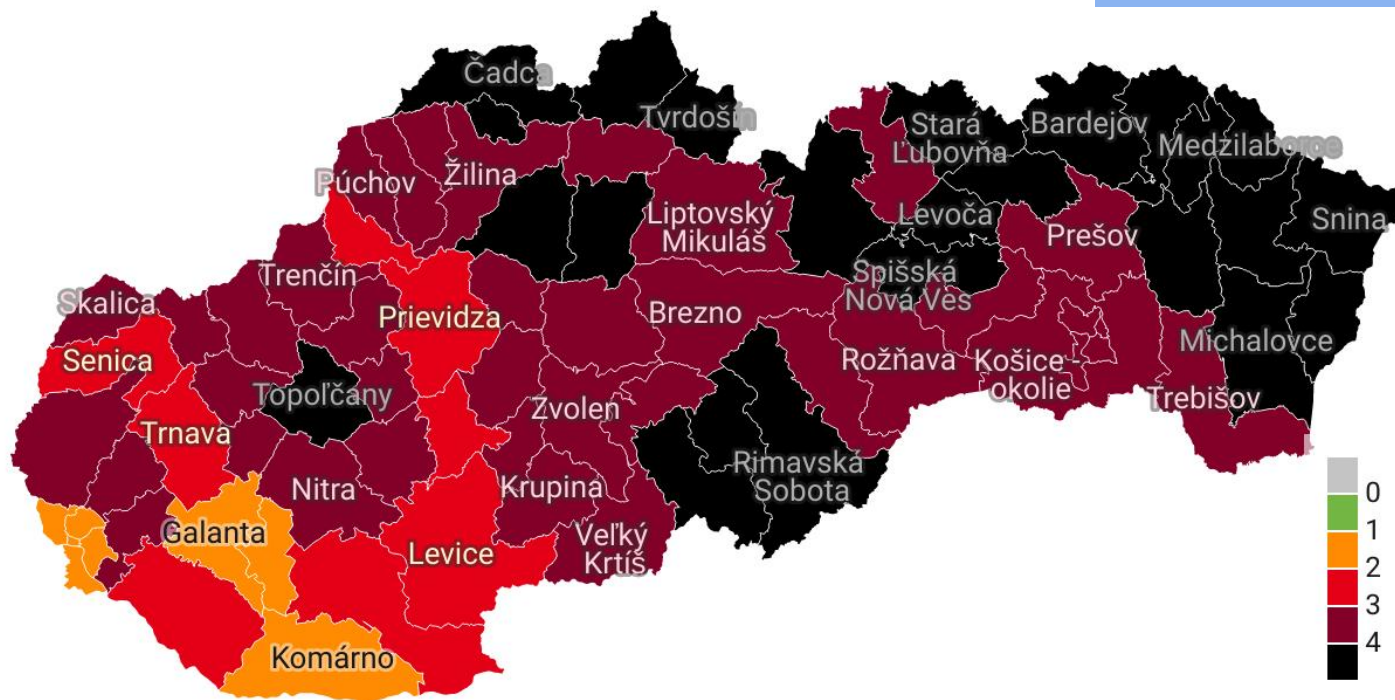 Čadca
Tvrdošín
Stará
Ľubovňa
Bardejov
Medzilaborce
Púchov
Žilina
Liptovský
Mikuláš
Levoča
Prešov
Snina
Trenčín
Spišská
Nová Ves
Skalica
Prievidza
Brezno
Senica
Rožňava
Košice-
okolie
Michalovce
Topoľčany
Zvolen
Trebišov
Trnava
Rimavská
Sobota
Nitra
Krupina
Galanta
Levice
Veľký
Krtíš
Komárno
0
1
2
3
4